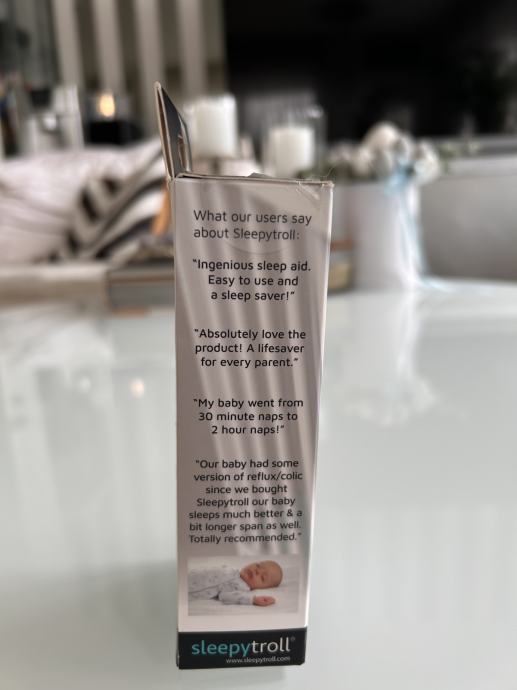 What our users say
about Sleepytroll:
"Ingenious sleep aid.
Easy to use and
a sleep saver!"
"Absolutely love the
product! A lifesaver
for every parent."
"My baby went from
30 minute naps to
2 hour naps!"
"Our baby had some
version of reflux/colic
since we bought
Sleepytroll our baby
sleeps much better & a
bit longer span as well.
Totally recommended."
sleepytroll®
www.sleepytroll.com